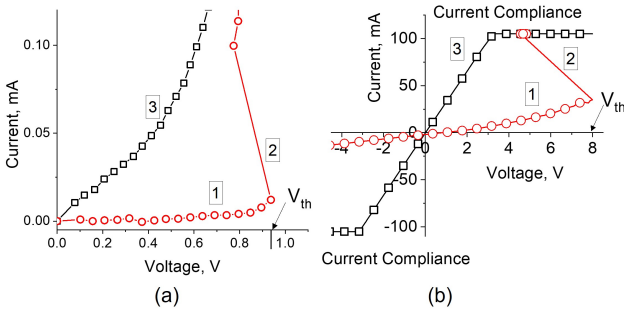 (a)
Current, mA
0.10
0.05
0.00
0.0
0.2
0.4
0.6
0.8
1.0
Voltage, V
3
1
2
Vth
(a)
(b)
Current Compliance
Current, mA
100
50
0
-50
-100
-4
-2
0
2
4
6
8
Voltage, V
3
2
1
Vth
Current Compliance
(b)